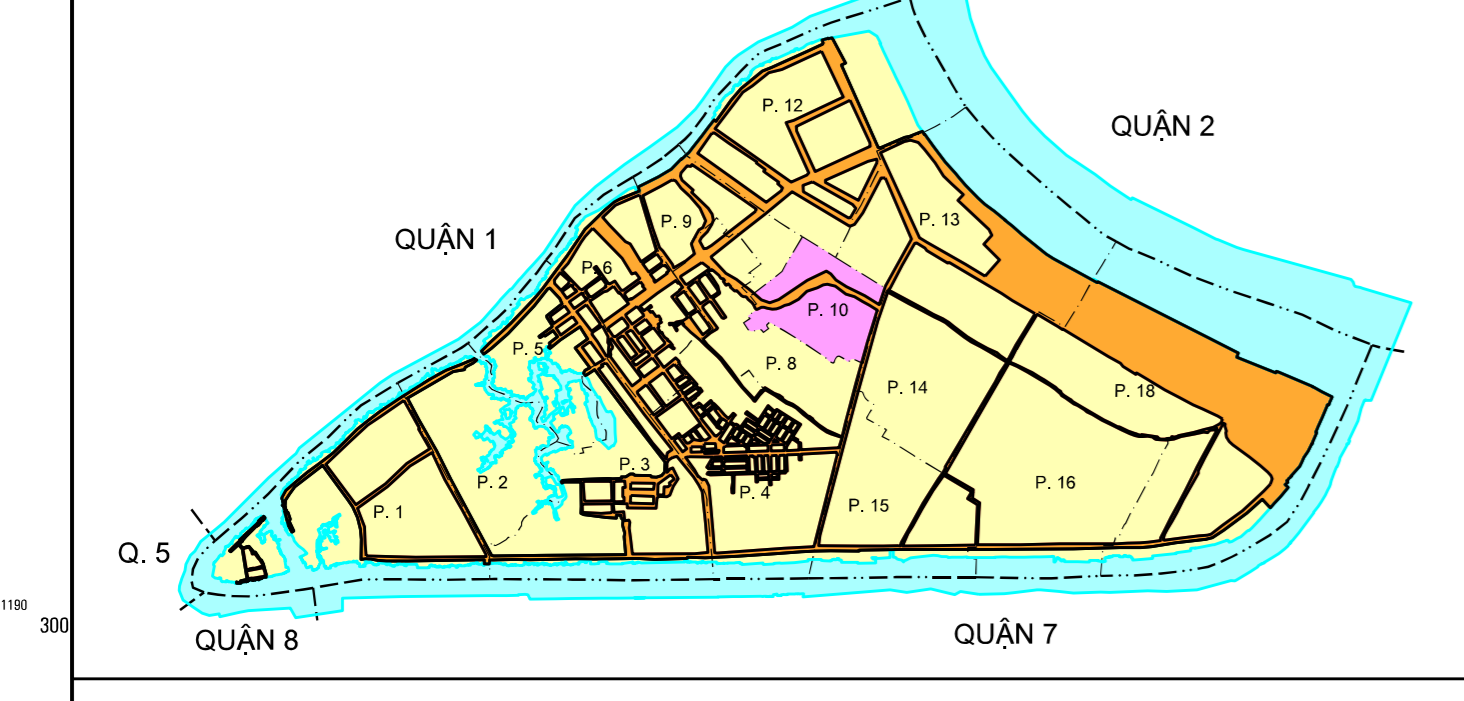 P. 12
QUẬN 2
P. 13
P. 9
QUẬN 1
P. 6
P. 10
P. 5
P. 8
P. 14
P. 18
P. 3
P. 2
P. 4
P. 16
P. 15
P. 1
Q. 5
1190
300
QUẬN 8
QUẬN 7